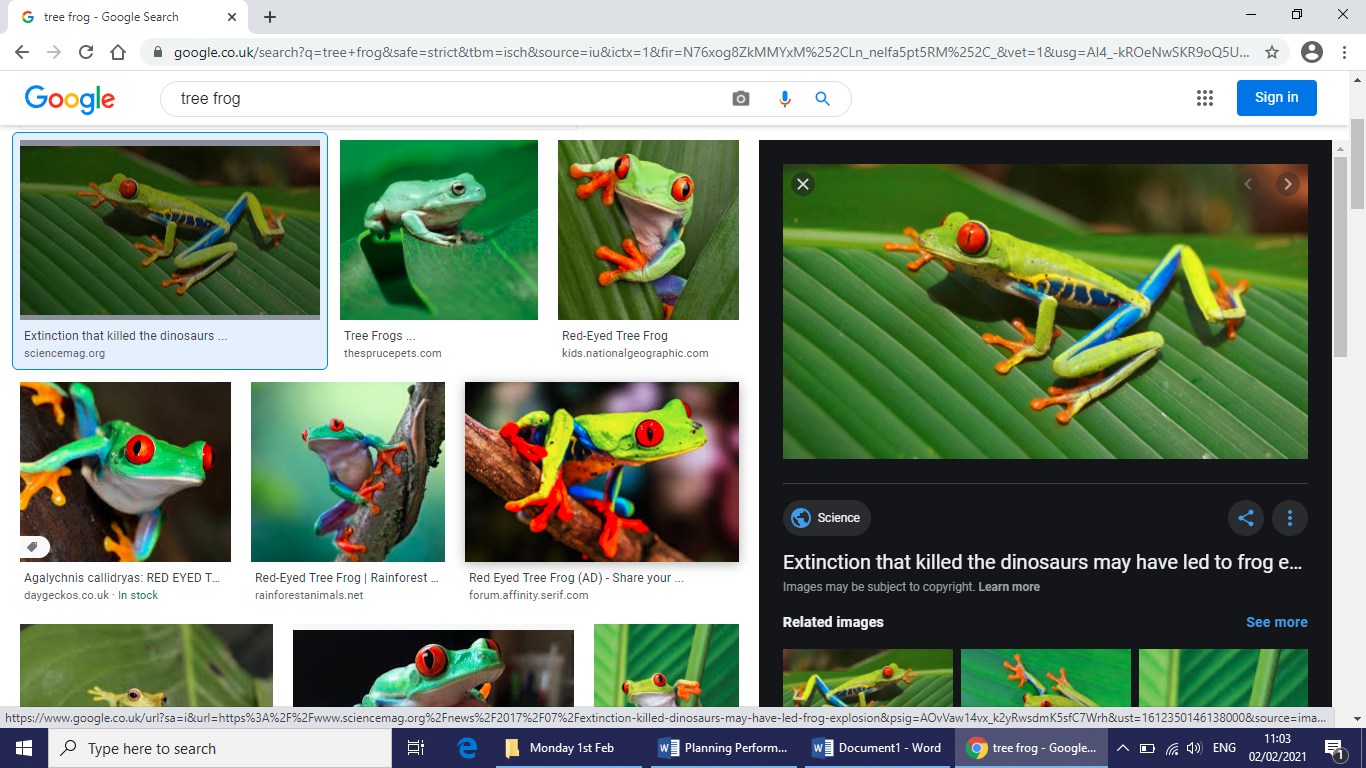 tree frog - Google Search
google.co.uk/search?q=tree+frog&safe=strict&tbm=isch&source=iu&ictx=1&fir=N76xog8ZkMMYxM%252CLn_nelfa5pt5RM%252C_&vet=1&usg=AI4_-kROeNwSKR9oQ5U...
Google
tree frog
Sign in
Extinction that killed the dinosaurs ...
sciencemag.org
Tree Frogs ...
thesprucepets.com
Red-Eyed Tree Frog
kids.nationalgeographic.com
Agalychnis callidryas: RED EYED T...
daygeckos.co.uk · In stock
Red-Eyed Tree Frog | Rainforest ...
rainforestanimals.net
Red Eyed Tree Frog (AD) - Share your ...
forum.affinity.serif.com
Science
Extinction that killed the dinosaurs may have led to frog e...
Images may be subject to copyright. Learn more
Related images
See more
https://www.google.co.uk/url?sa=i&url=https%3A%2F%2Fwww.sciencemag.org%2Fnews%2F2017%2F07%2Fextinction-killed-dinosaurs-may-have-led-frog-explosion&psig=AOvVaw14vx_k2yRwsdmK5sfC7Wrh&ust=1612350146138000&source=ima...
Type here to search
Monday 1st Feb
Planning Perform...
Document1 - Word
tree frog - Google...
ENG
11:03
02/02/2021
1